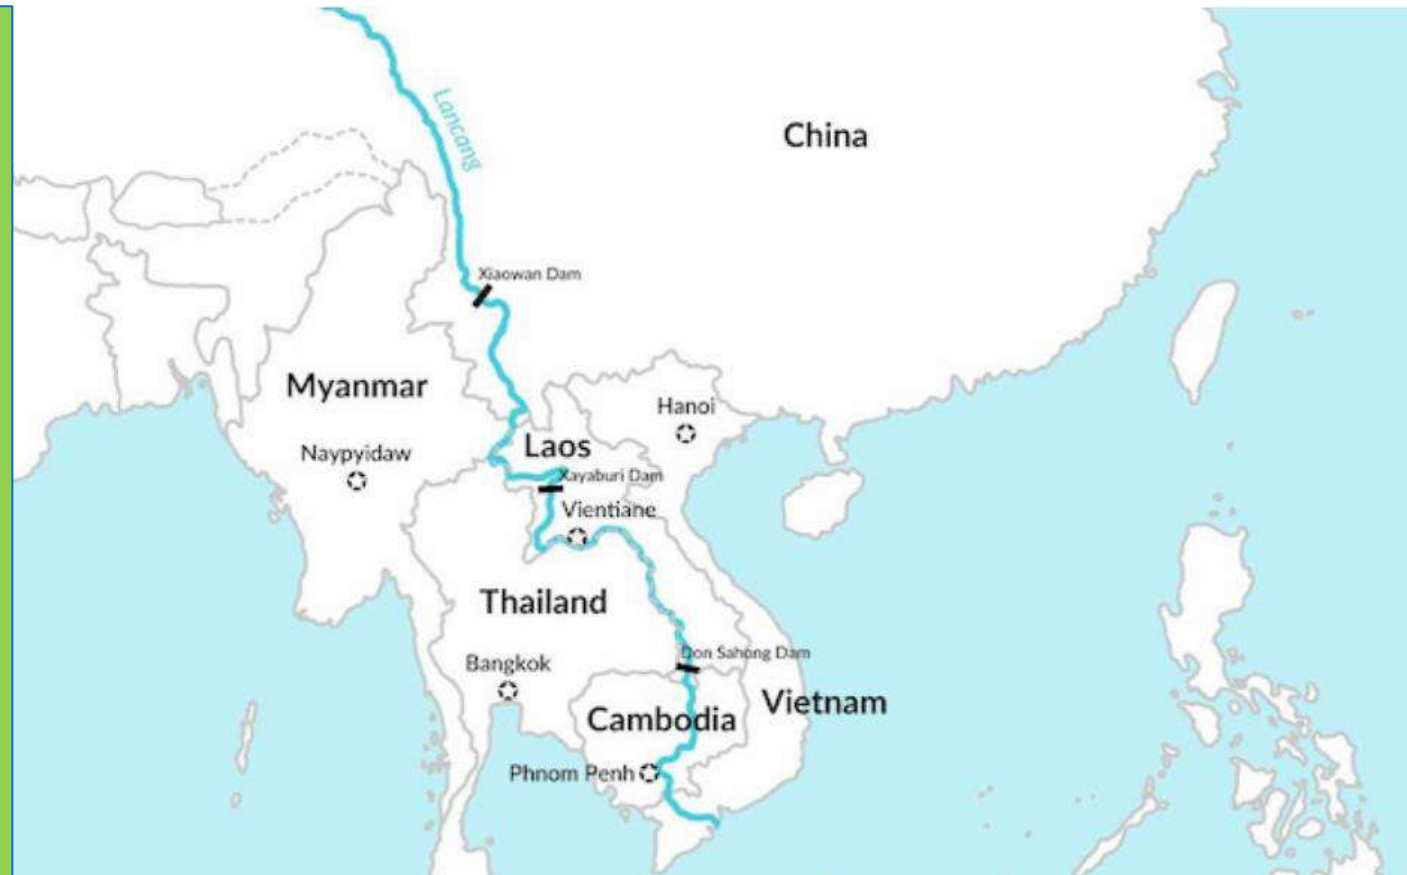 Lancang
China
Xiaowan Dam
Myanmar
Hanoi
Laos
Naypyidaw
Xayaburi Dam
Vientiane
Thailand
Don Sahong Dam
Bangkok
Vietnam
Cambodia
Phnom Penh